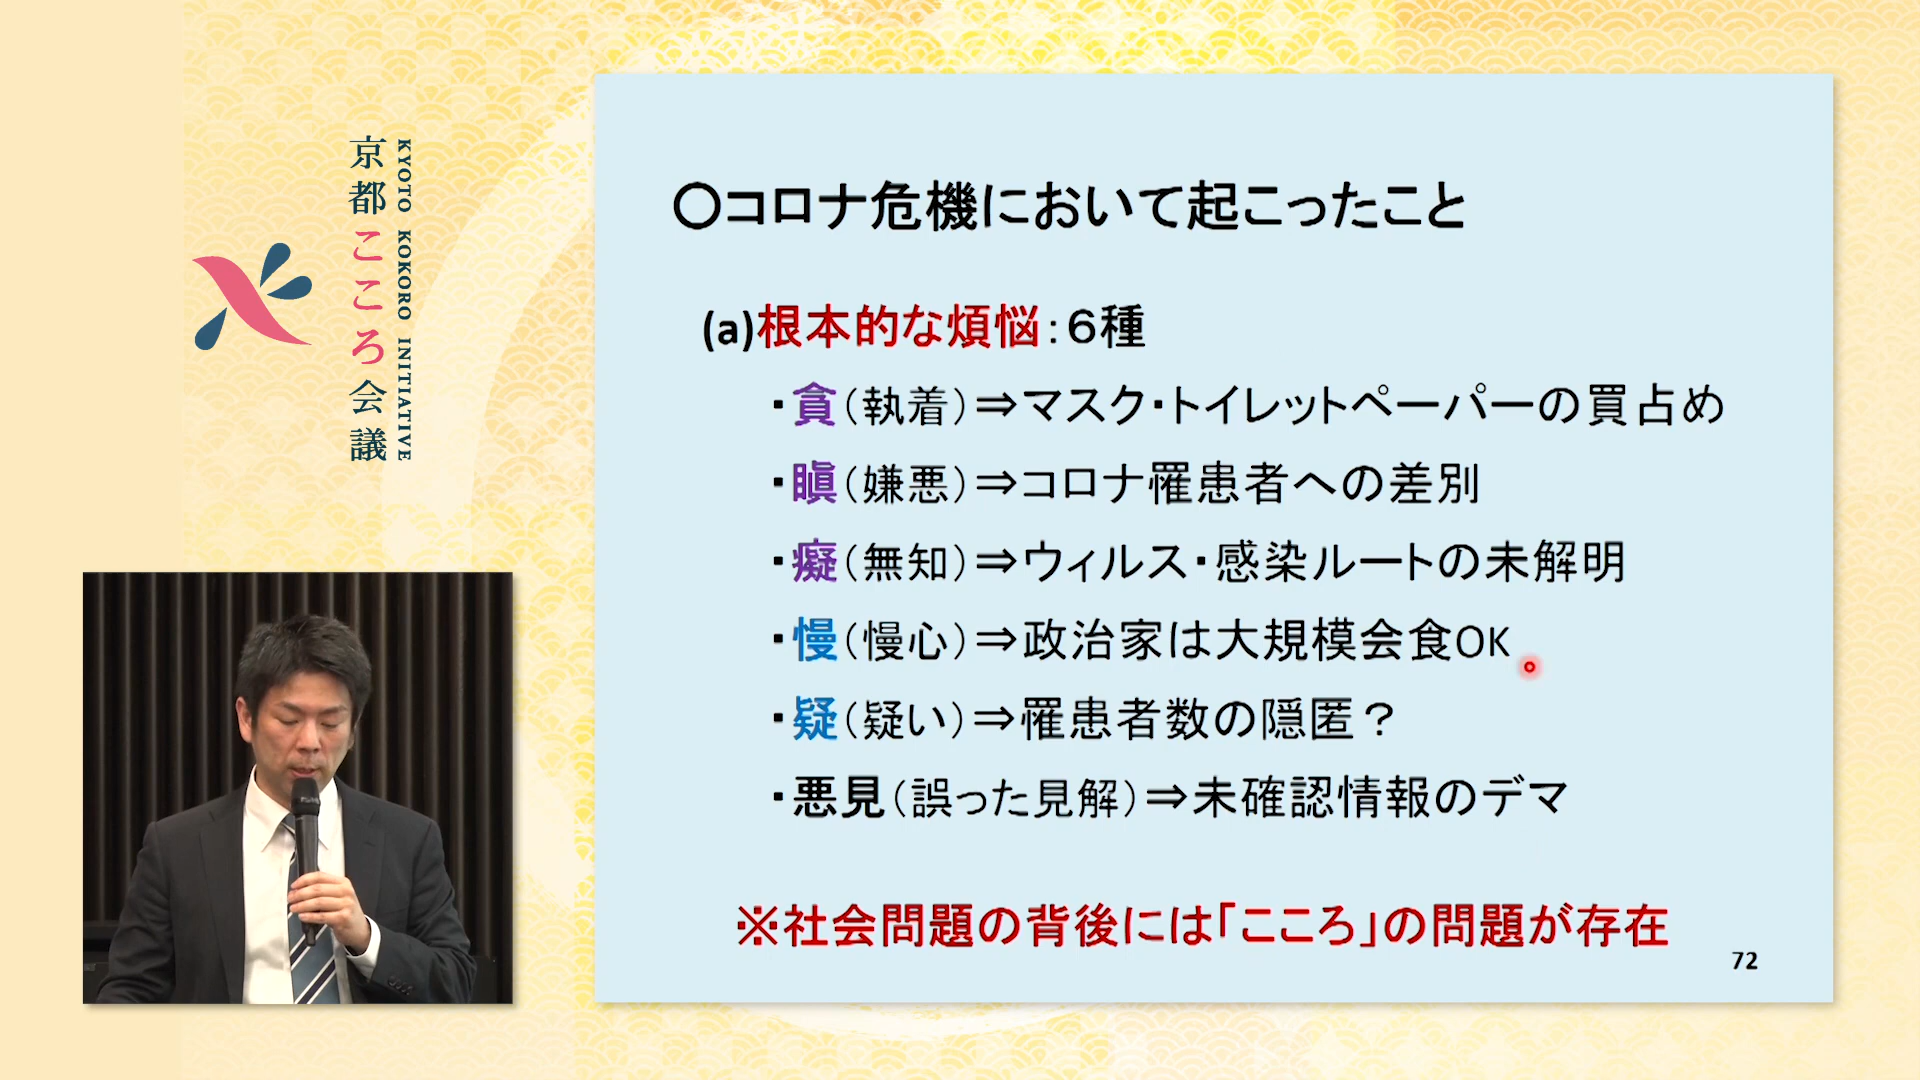 京都こころ会議
KYOTO KOKORO INITIATIVE
〇コロナ危機において起こったこと
(a)根本的な煩悩：６種
・貪（執着）⇒マスク・トイレットペーパーの買占め
・瞋（嫌悪）⇒コロナ罹患者への差別
・癡（無知）⇒ウィルス・感染ルートの未解明
・慢（慢心）⇒政治家は大規模会食OK
・疑（疑い）⇒罹患者数の隠匿？
・悪見（誤った見解）⇒未確認情報のデマ
※社会問題の背後には「こころ」の問題が存在
72